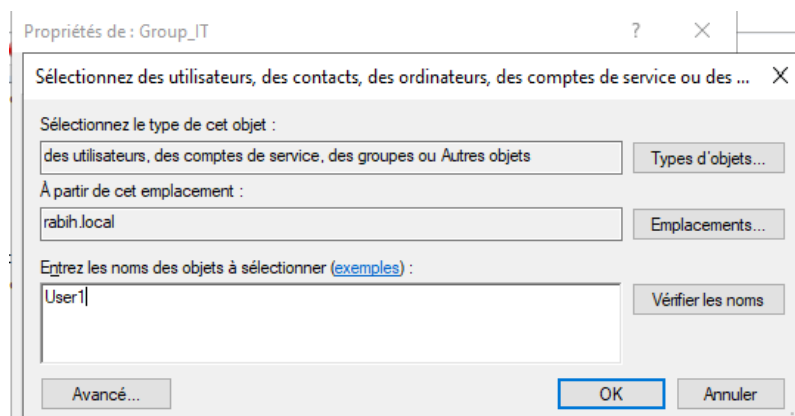 Propriétés de : Group_IT ? ×
Sélectionnez des utilisateurs, des contacts, des ordinateurs, des comptes de service ou des ... ×
Sélectionnez le type de cet objet :
des utilisateurs, des comptes de service, des groupes ou Autres objets Types d'objets...
À partir de cet emplacement :
rabih.local Emplacements...
Entrez les noms des objets à sélectionner (exemples) :
User1 Vérifier les noms
Avancé... OK Annuler